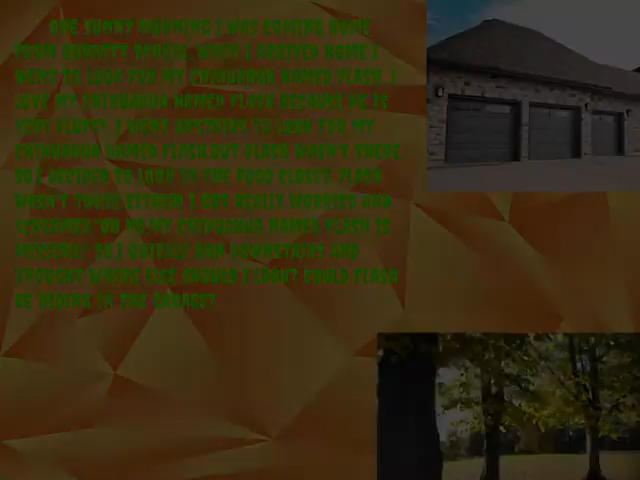 One sunny morning I was coming home
from Sunsets School. When I arrived home I
went to look for my chihuahua named Flash. I
love my chihuahua named Flash because he is
very fluffy. I went upstairs to look for my
chihuahua named Flash,but Flash wasn't there.
So,I decided to look in the food closet. Flash
wasn't there either! I got really worried and
screamed "Oh no,my chihuahua named Flash is
missing!" So,I quickly ran downstairs and
thought where else should I look? Could Flash
be hiding in the garage?